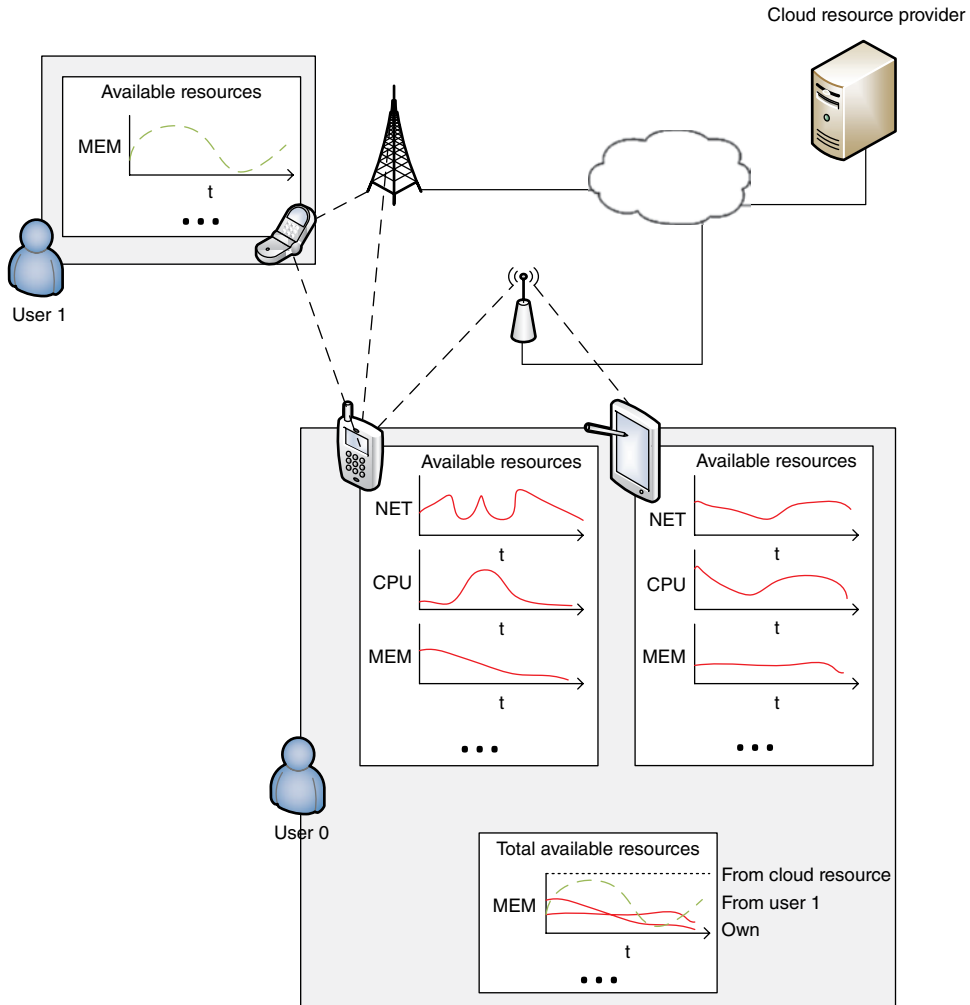 Cloud resource provider
Available resources
MEM
t
...
User 1
Available resources
NET
t
CPU
t
MEM
t
...
Available resources
NET
t
CPU
t
MEM
t
...
User 0
Total available resources
From cloud resource
MEM
From user 1
Own
t
...